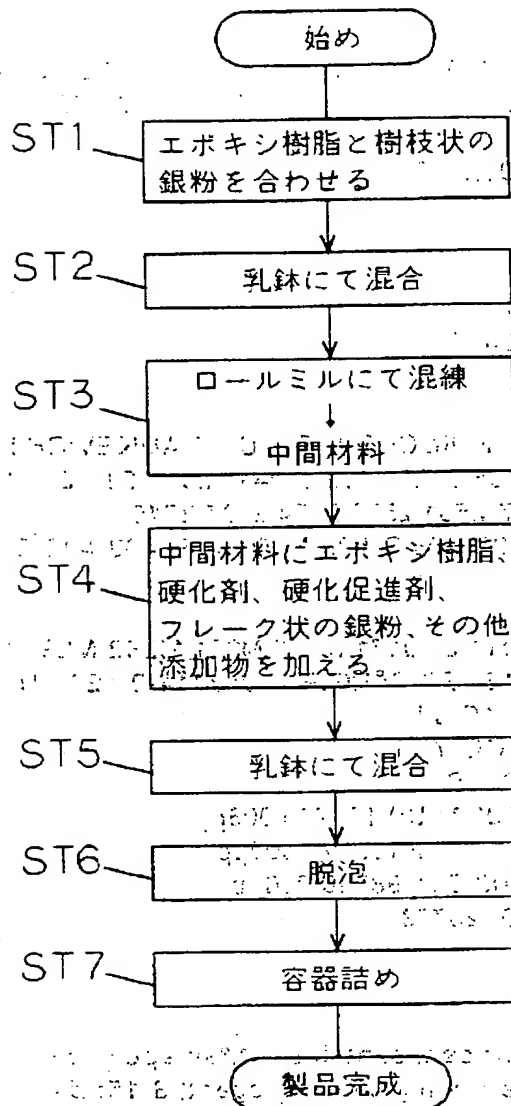 始め
ST1
エポキシ樹脂と樹枝状の
銀粉を合わせる
ST2
乳鉢にて混合
ST3
ロールミルにて混練
中間材料
ST4
中間材料にエポキシ樹脂、
硬化剤、硬化促進剤、
フレーク状の銀粉、その他
添加物を加える。
ST5
乳鉢にて混合
ST6
脱泡
ST7
容器詰め
製品完成